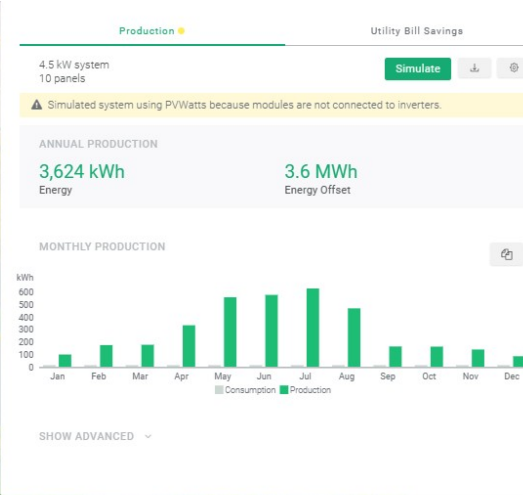 Production
Utility Bill Savings
4.5 kW system
10 panels
Simulate
Simulated system using PVWatts because modules are not connected to inverters.
ANNUAL PRODUCTION
3,624 kWh
Energy
3.6 MWh
Energy Offset
MONTHLY PRODUCTION
kWh
600
500
400
300
200
100
0
Jan Feb Mar Apr May Jun Jul Aug Sep Oct Nov Dec
Consumption Production
SHOW ADVANCED